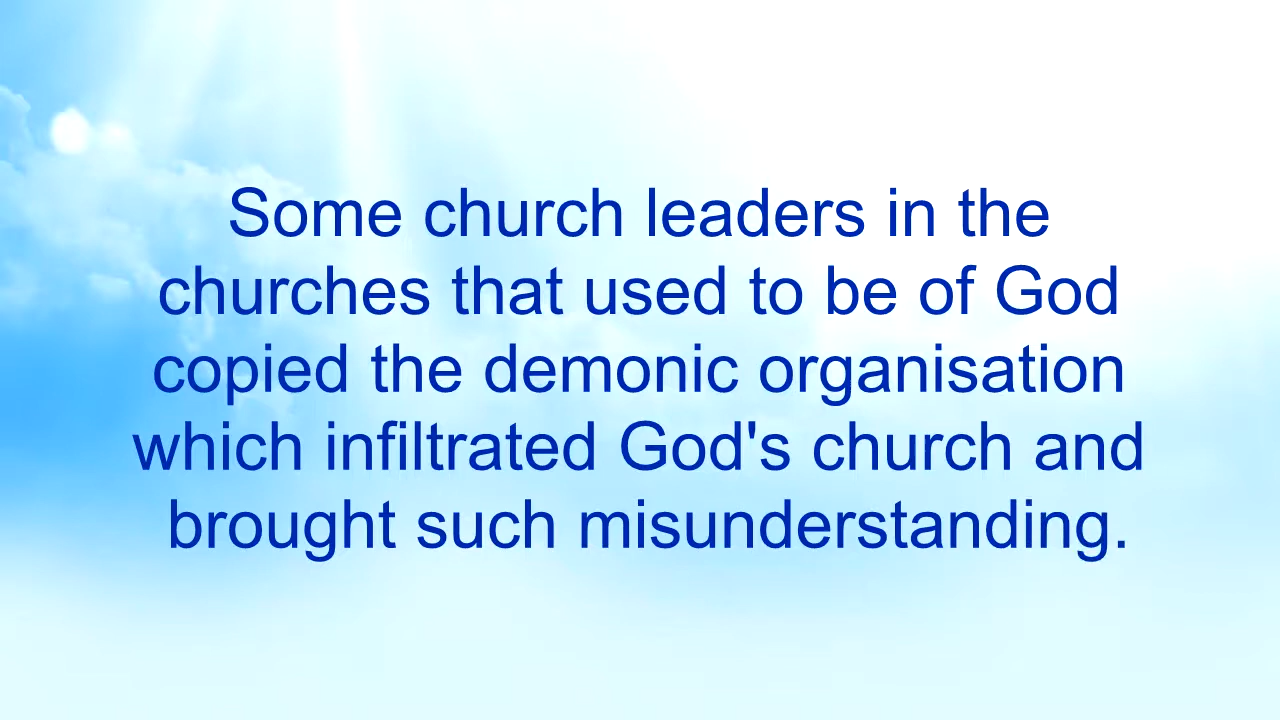 Some church leaders in the
churches that used to be of God
copied the demonic organisation
which infiltrated God's church and
brought such misunderstanding.